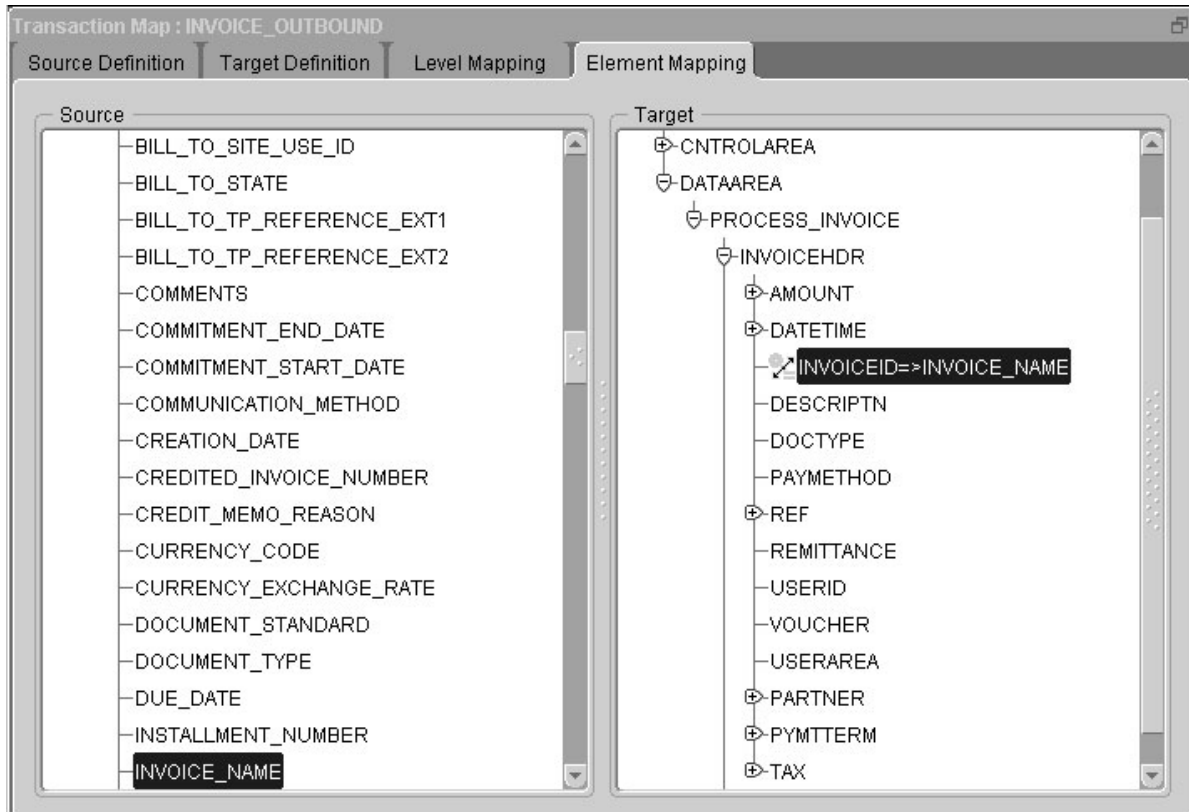 Transaction Map : INVOICE_OUTBOUND
Source Definition
Target Definition
Level Mapping
Element Mapping
Source
BILL_TO_SITE_USE_ID
BILL_TO_STATE
BILL_TO_TP_REFERENCE_EXT1
BILL_TO_TP_REFERENCE_EXT2
COMMENTS
COMMITMENT_END_DATE
COMMITMENT_START_DATE
COMMUNICATION_METHOD
CREATION_DATE
CREDITED_INVOICE_NUMBER
CREDIT_MEMO_REASON
CURRENCY_CODE
CURRENCY_EXCHANGE_RATE
DOCUMENT_STANDARD
DOCUMENT_TYPE
DUE_DATE
INSTALLMENT_NUMBER
INVOICE_NAME
Target
CNTROLAREA
DATAAREA
PROCESS_INVOICE
INVOICEHDR
AMOUNT
DATETIME
INVOICEID=>INVOICE_NAME
DESCRIPTN
DOCTYPE
PAYMETHOD
REF
REMITTANCE
USERID
VOUCHER
USERAREA
PARTNER
PYMTTERM
TAX